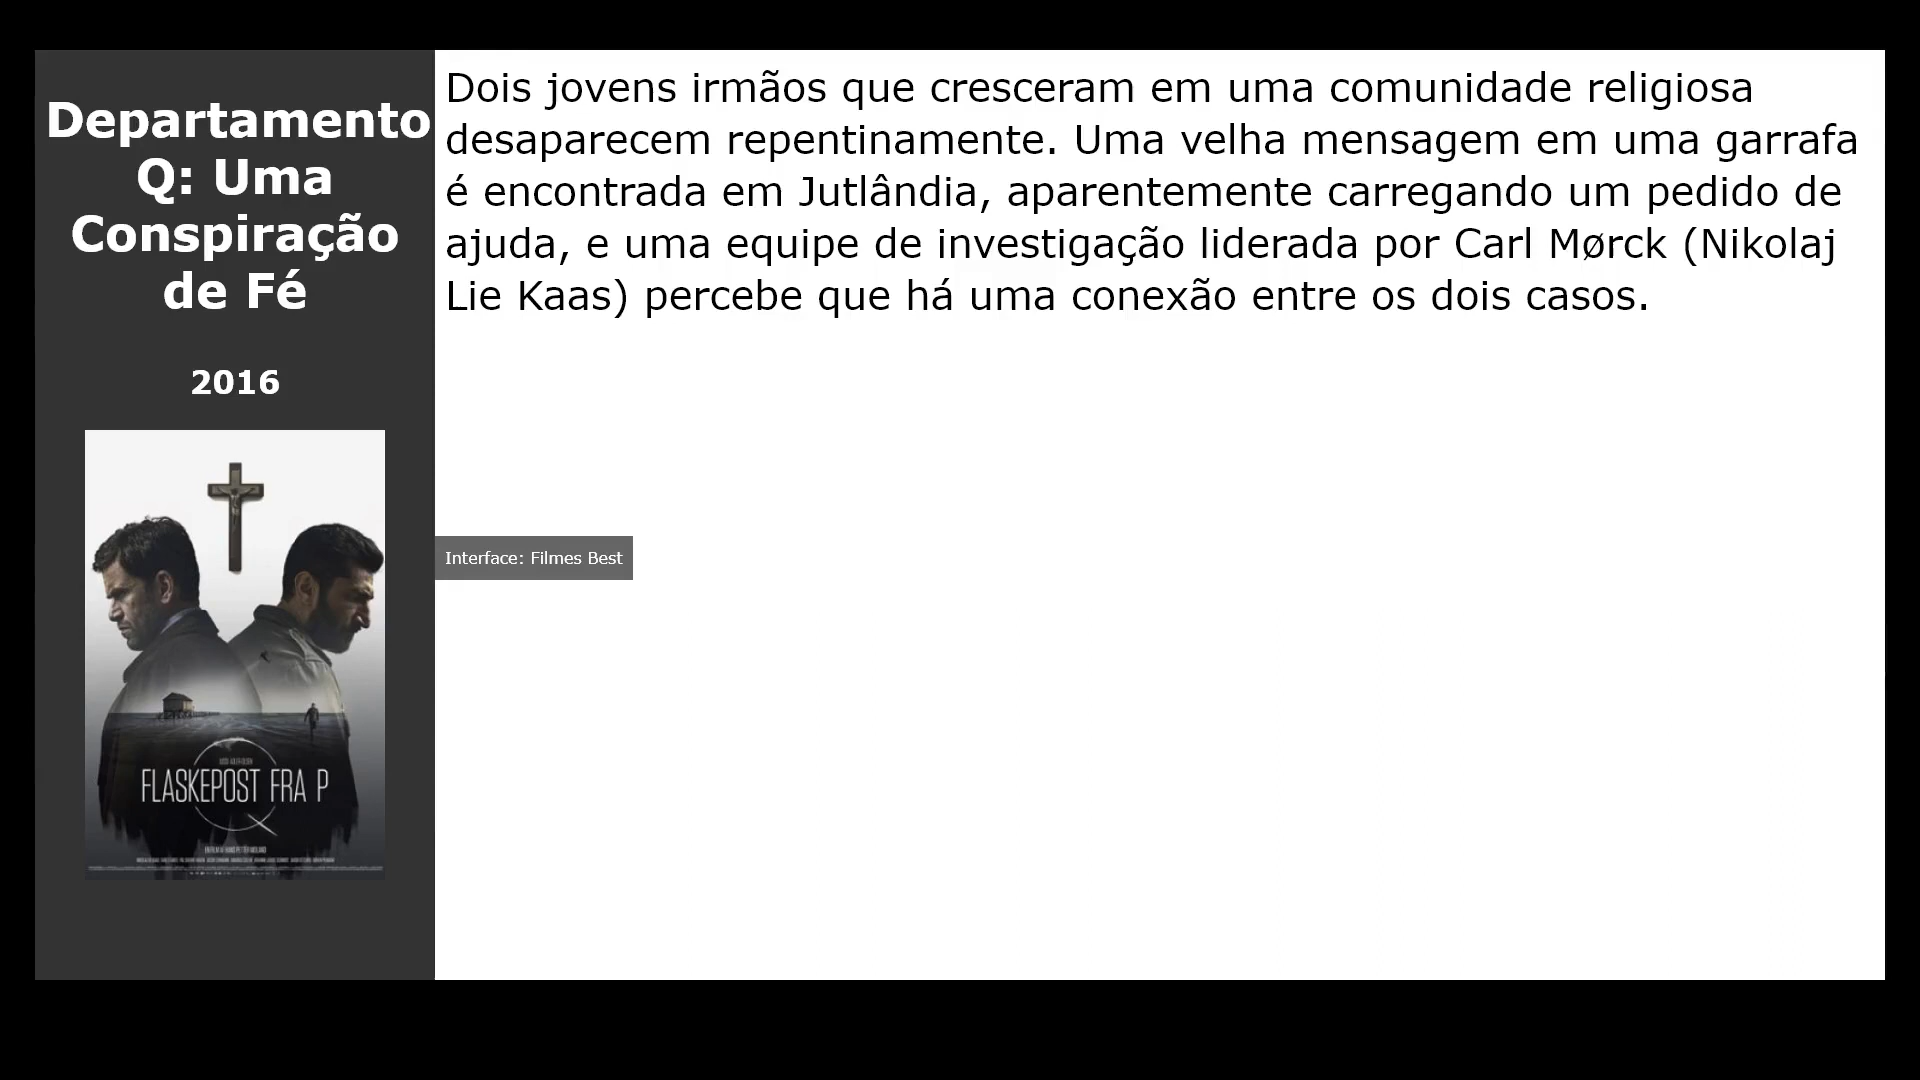 Departamento
Q: Uma
Conspiração
de Fé
2016
FLASKEPOST FRA P
Dois jovens irmãos que cresceram em uma comunidade religiosa
desaparecem repentinamente. Uma velha mensagem em uma garrafa
é encontrada em Jutlândia, aparentemente carregando um pedido de
ajuda, e uma equipe de investigação liderada por Carl Mørck (Nikolaj
Lie Kaas) percebe que há uma conexão entre os dois casos.
Interface: Filmes Best